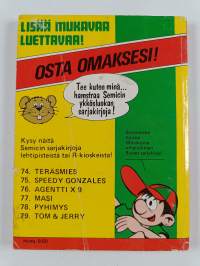 LISÄÄ MUKAVAA
LUETTAVAA!
OSTA OMAKSESI!
Tee kuten minä...
hamstraa Semicin
ykkösluokan
sarjakirjoja!
Kysy näitä
Semicin sarjakirjoja
lehtipisteistä tai R-kioskeista!
74. TERÄSMIES
75. SPEEDY GONZALES
76. AGENTTI X 9
77. MASI
78. PYHIMYS
79. TOM & JERRY